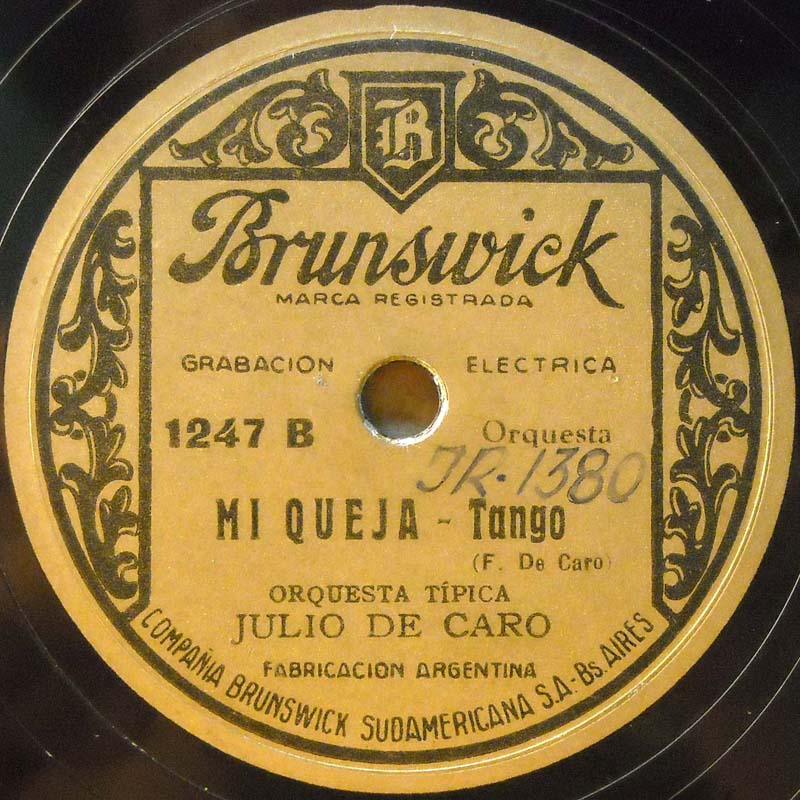 B
Brunswick
MARCA REGISTRADA
GRABACION ELECTRICA
1247 B Orquesta
JR. 1380
MI QUEJA - Tango
(F. De Caro)
ORQUESTA TÍPICA
JULIO DE CARO
FABRICACION ARGENTINA
COMPAÑIA BRUNSWICK SUDAMERICANA S.A.-Bs. AIRES